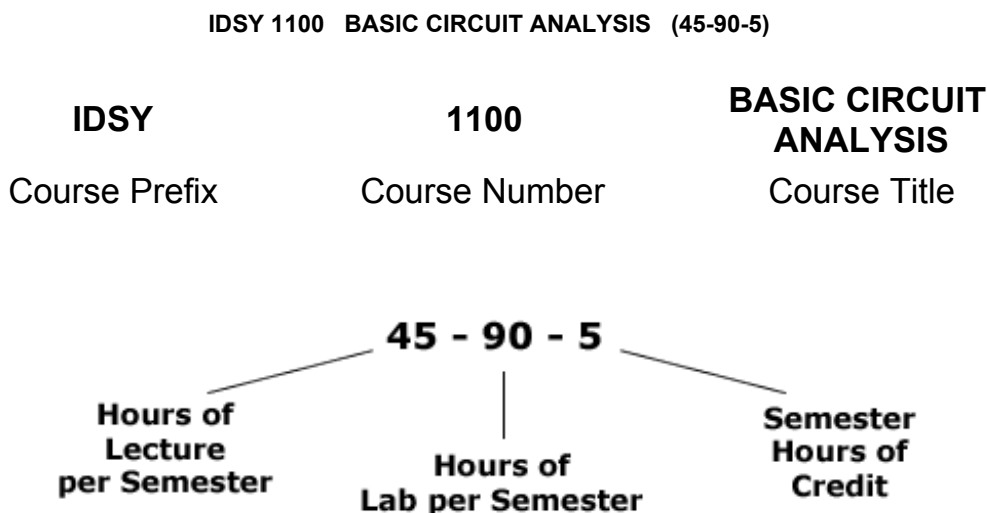 IDSY 1100 BASIC CIRCUIT ANALYSIS (45-90-5)
IDSY
1100
BASIC CIRCUIT
ANALYSIS
Course Prefix
Course Number
Course Title
45 - 90 - 5
Hours of
Lecture
per Semester
Hours of
Lab per Semester
Semester
Hours of
Credit